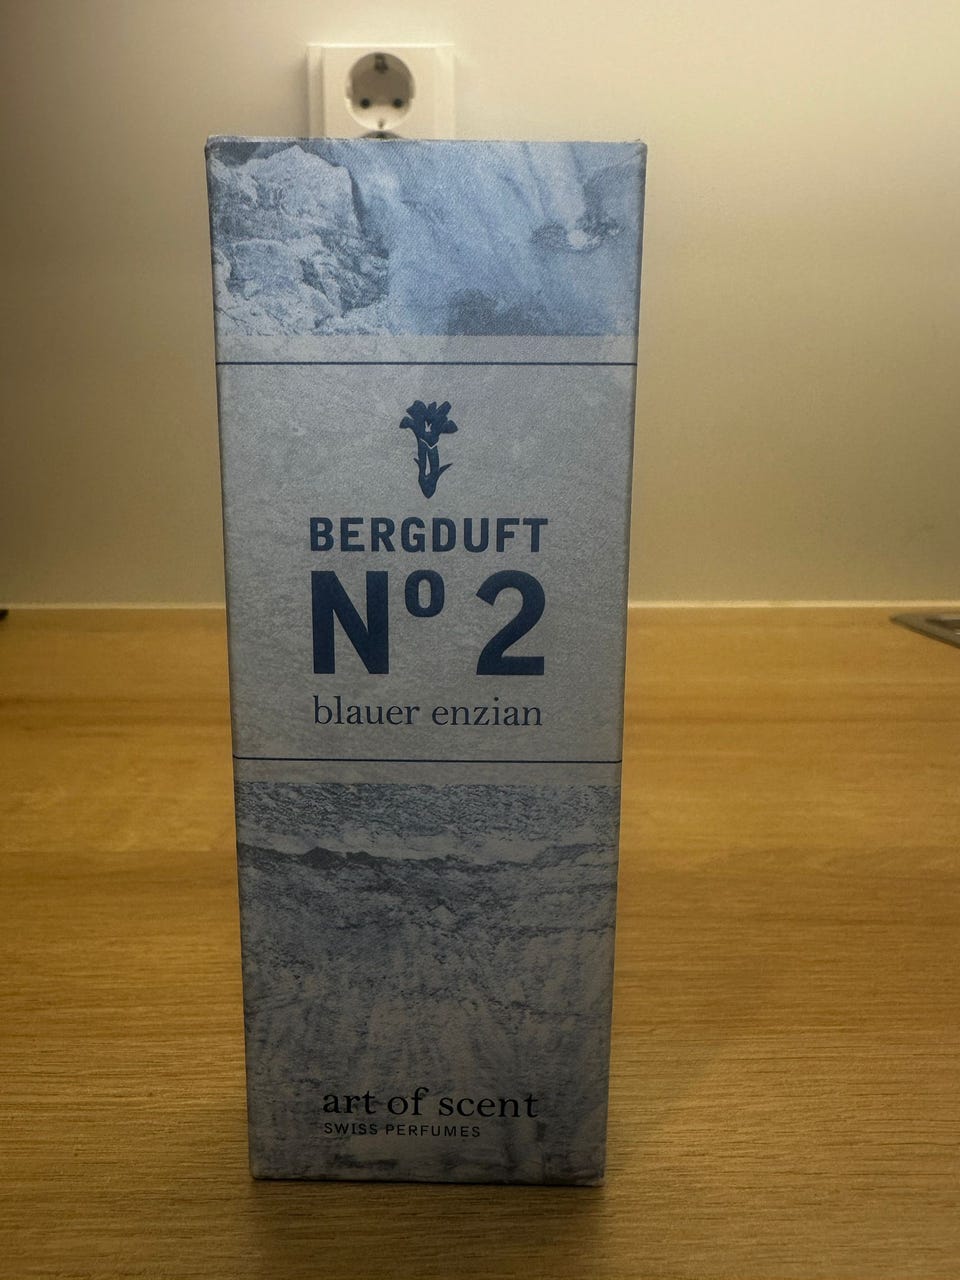 BERGDUFT
Nº 2
blauer enzian
art of scent
SWISS PERFUMES